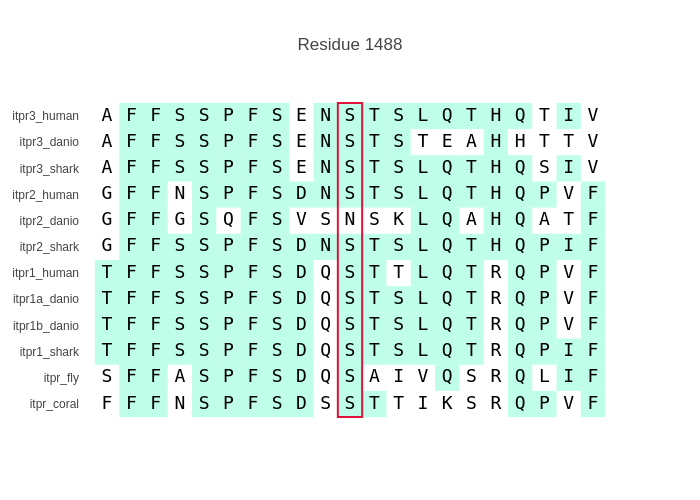 Residue 1488
itpr3_human A F F S S P F S E N S T S L Q T H Q T I V
itpr3_danio A F F S S P F S E N S T S T E A H H T T V
itpr3_shark A F F S S P F S E N S T S L Q T H Q S I V
itpr2_human G F F N S P F S D N S T S L Q T H Q P V F
itpr2_danio G F F G S Q F S V S N S K L Q A H Q A T F
itpr2_shark G F F S S P F S D N S T S L Q T H Q P I F
itpr1_human T F F S S P F S D Q S T T L Q T R Q P V F
itpr1a_danio T F F S S P F S D Q S T S L Q T R Q P V F
itpr1b_danio T F F S S P F S D Q S T S L Q T R Q P V F
itpr1_shark T F F S S P F S D Q S T S L Q T R Q P I F
itpr_fly S F F A S P F S D Q S A I V Q S R Q L I F
itpr_coral F F F N S P F S D S S T T I K S R Q P V F